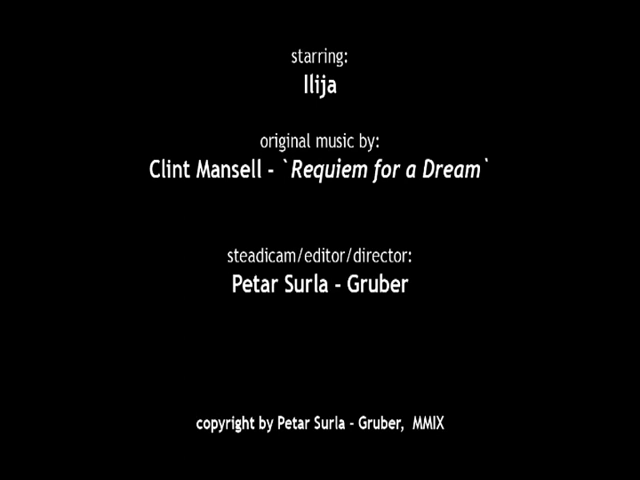 starring:
Ilija
original music by:
Clint Mansell - `Requiem for a Dream`
steadicam/editor/director:
Petar Surla - Gruber
copyright by Petar Surla - Gruber, MMIX